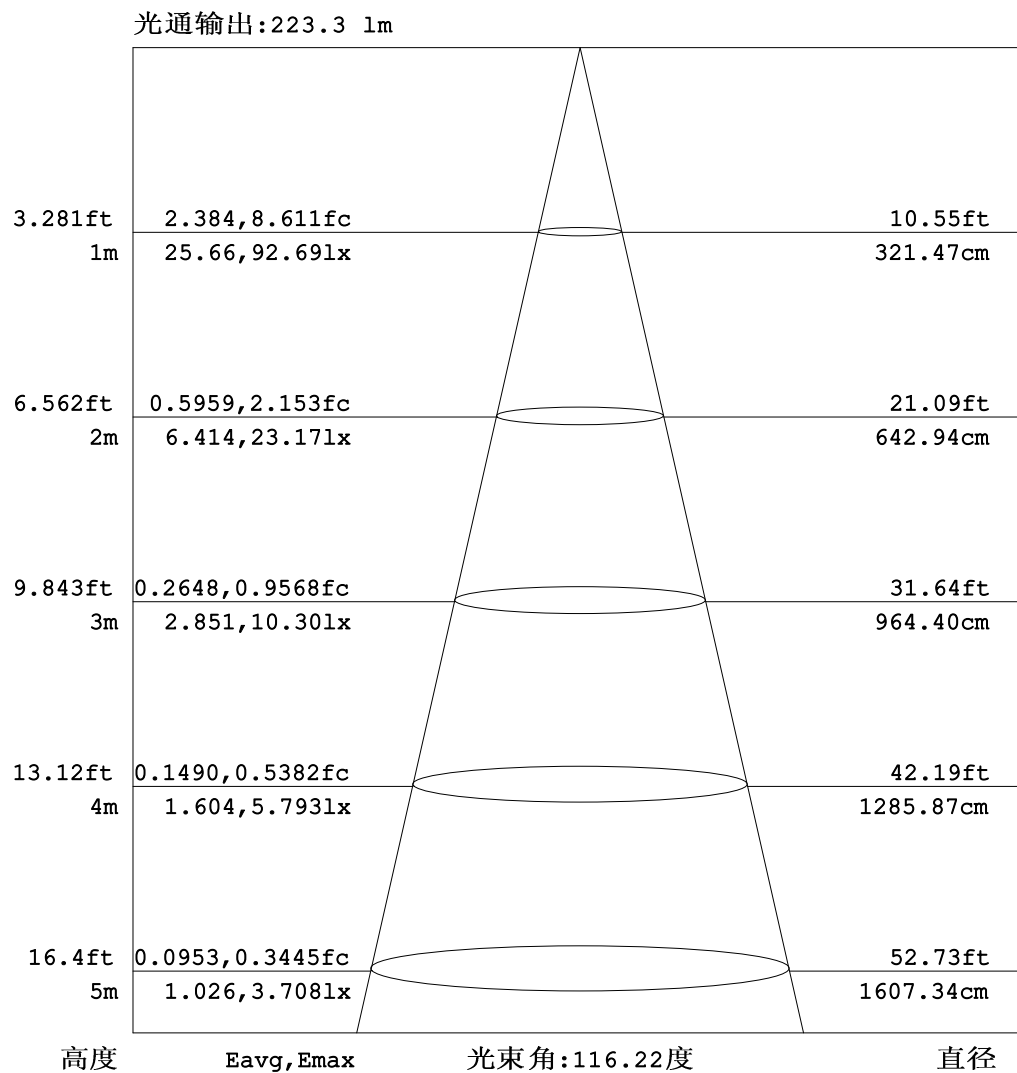 光通输出:223.3 lm
3.281ft 2.384,8.611fc 10.55ft
1m 25.66,92.69lx 321.47cm
6.562ft 0.5959,2.153fc 21.09ft
2m 6.414,23.17lx 642.94cm
9.843ft 0.2648,0.9568fc 31.64ft
3m 2.851,10.30lx 964.40cm
13.12ft 0.1490,0.5382fc 42.19ft
4m 1.604,5.793lx 1285.87cm
16.4ft 0.0953,0.3445fc 52.73ft
5m 1.026,3.708lx 1607.34cm
高度 Eavg,Emax 光束角:116.22度 直径